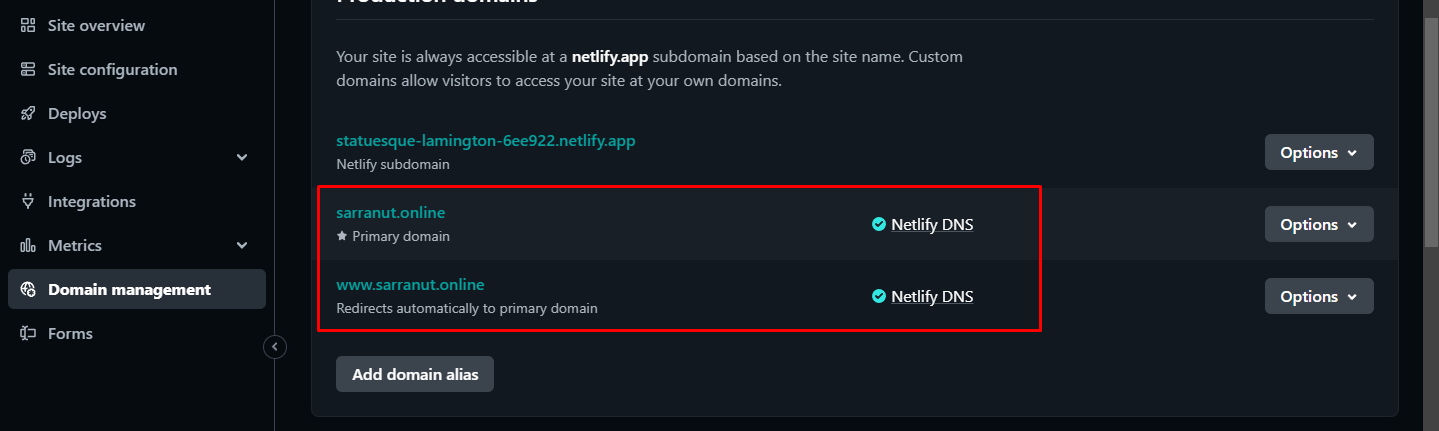 Site overview
Site configuration
Deploys
Logs
Integrations
Metrics
Domain management
Forms
Production domains
Your site is always accessible at a netlify.app subdomain based on the site name. Custom
domains allow visitors to access your site at your own domains.
statuesque-lamington-6ee922.netlify.app
Netlify subdomain
Options
sarranut.online
Primary domain
Netlify DNS
Options
www.sarranut.online
Redirects automatically to primary domain
Netlify DNS
Options
Add domain alias